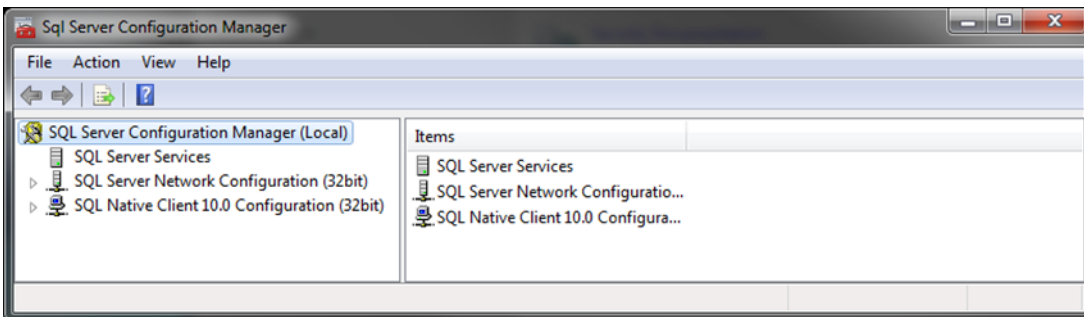 Sql Server Configuration Manager
File Action View Help
SQL Server Configuration Manager (Local)
SQL Server Services
SQL Server Network Configuration (32bit)
SQL Native Client 10.0 Configuration (32bit)
Items
SQL Server Services
SQL Server Network Configuratio...
SQL Native Client 10.0 Configura...